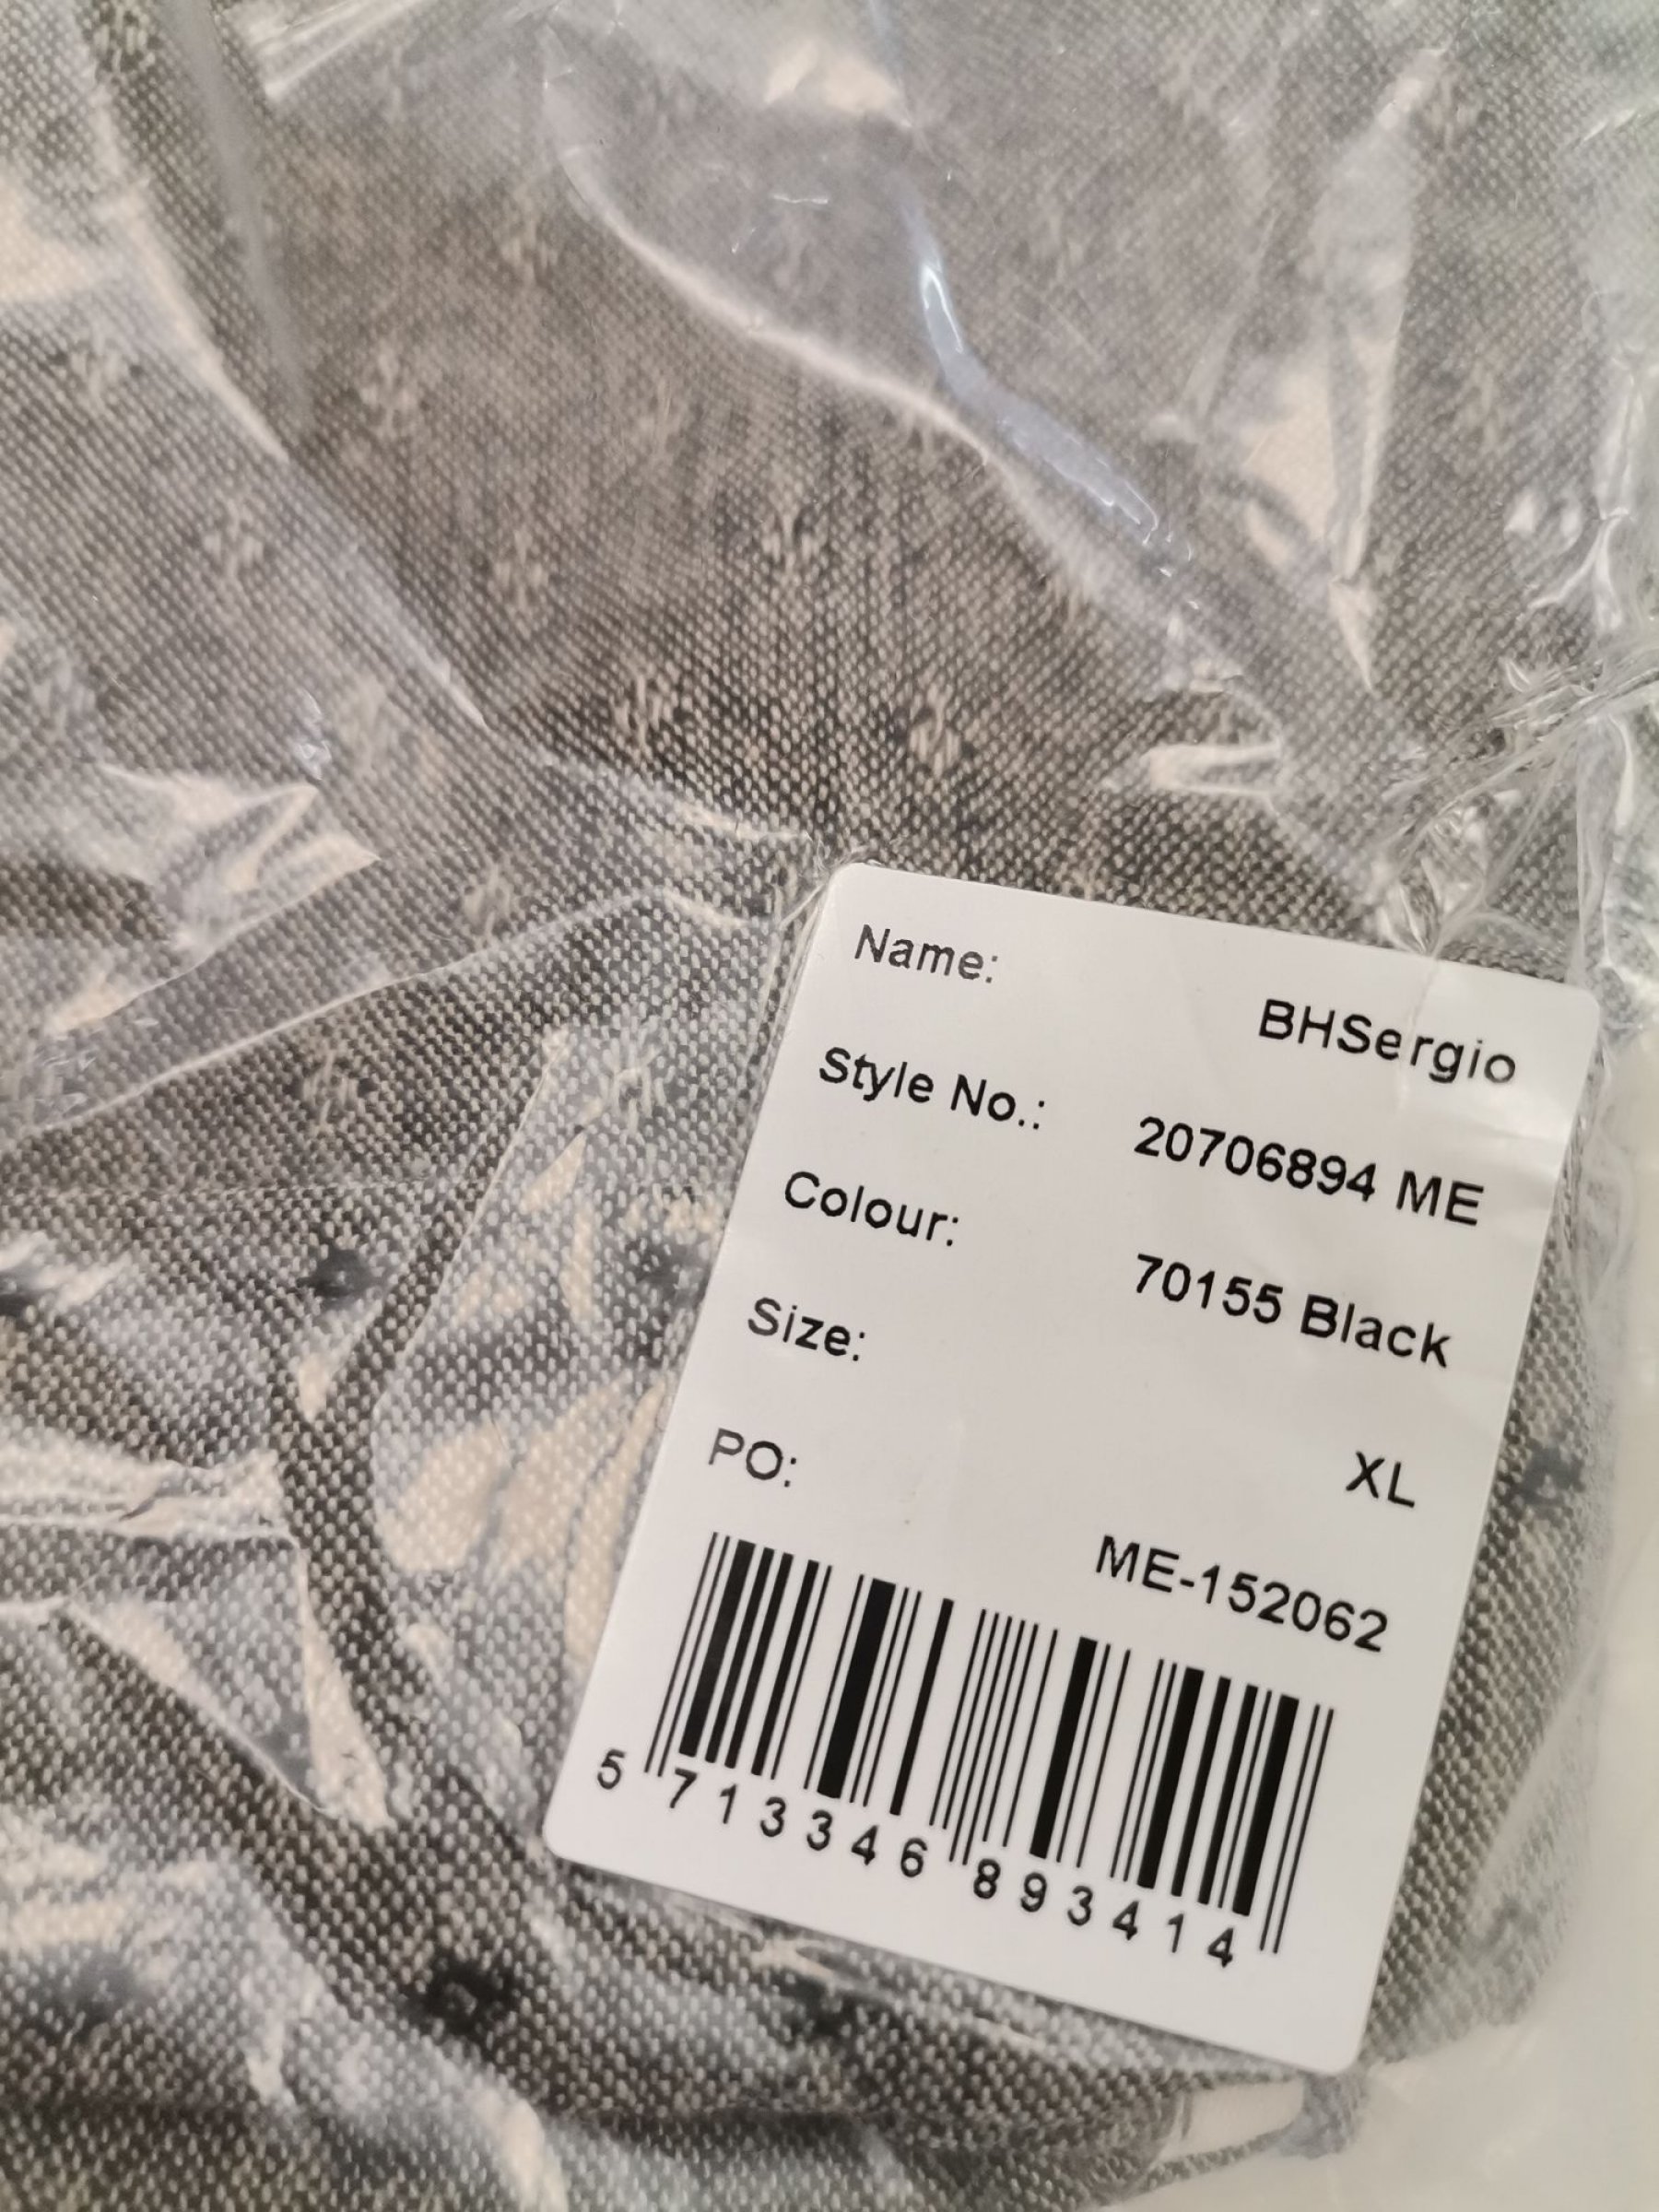 Name: BHSergio
Style No.: 20706894 ME
Colour: 70155 Black
Size: XL
PO: ME-152062
5 713346 893414